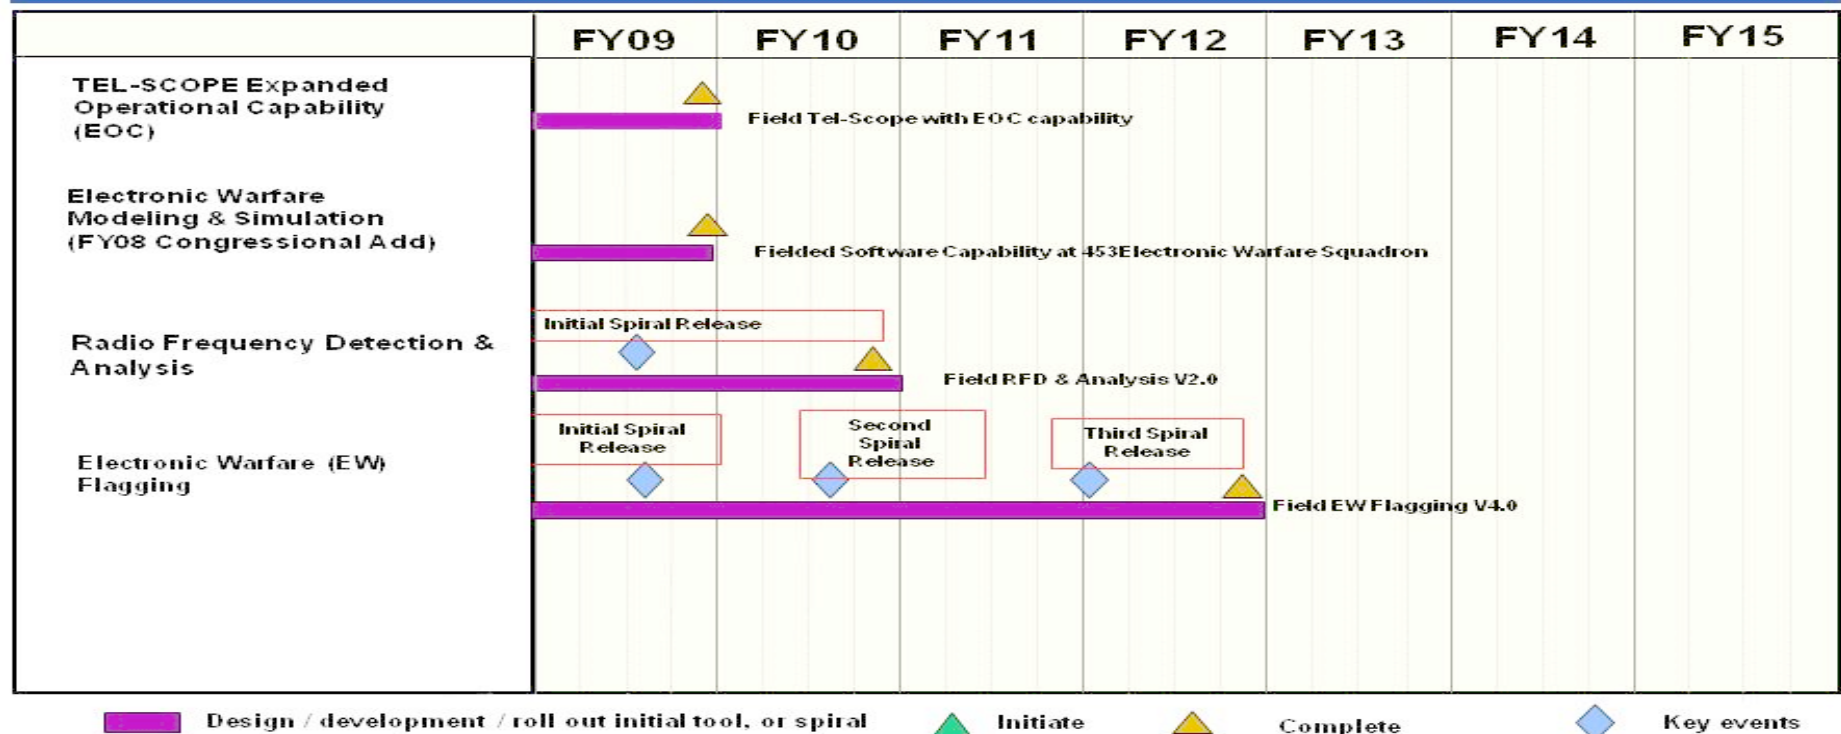 FY09 FY10 FY11 FY12 FY13 FY14 FY15
TEL-SCOPE Expanded
Operational Capability
(EOC)
Field Tel-Scope with EOC capability
Electronic Warfare
Modeling & Simulation
(FY08 Congressional Add)
Fielded Software Capability at 453Electronic Warfare Squadron
Initial Spiral Release
Radio Frequency Detection &
Analysis
Field RFD & Analysis V2.0
Initial Spiral
Release
Second
Spiral
Release
Third Spiral
Release
Electronic Warfare (EW)
Flagging
Field EW Flagging V4.0
Design / development / roll out initial tool, or spiral
Initiate
Complete
Key events